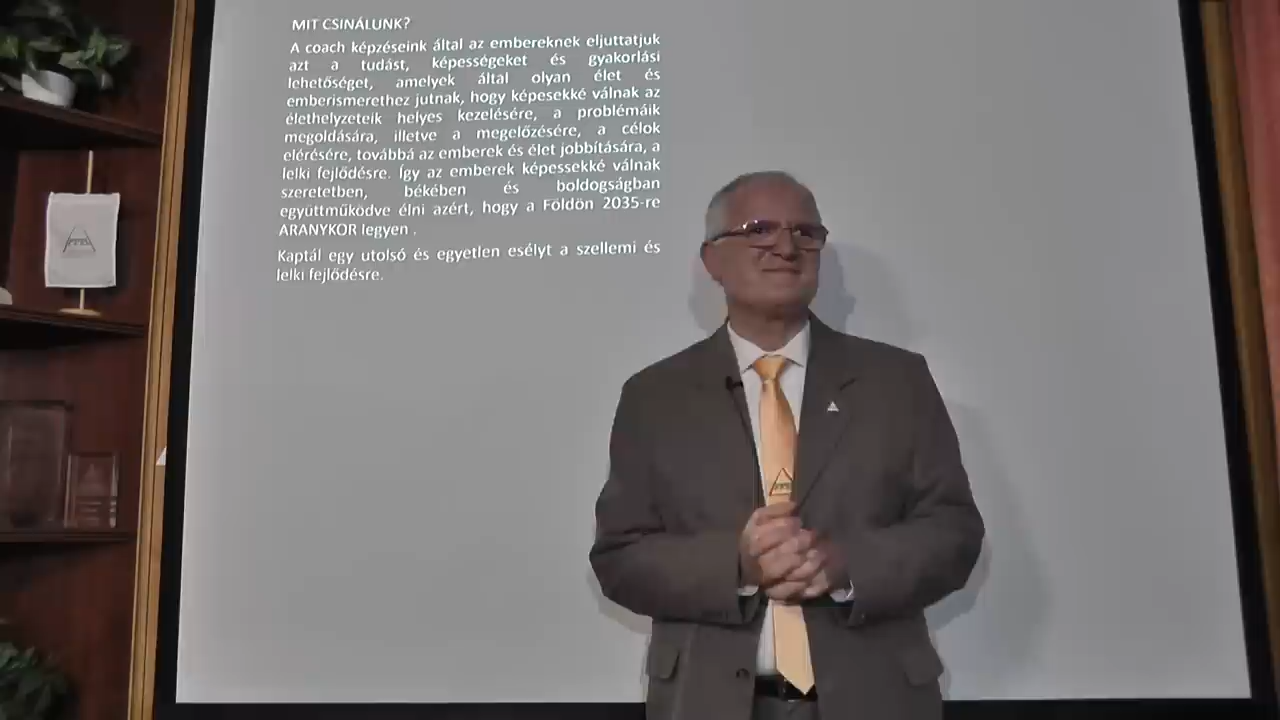 MIT CSINÁLUNK?
A coach képzéseink által az embereknek eljuttatjuk
azt a tudást, képességeket és gyakorlási
lehetőséget, amelyek által olyan élet és
emberismerethez jutnak, hogy képesekké válnak az
élethelyzeteik helyes kezelésére, a problémáik
megoldására, illetve a megelőzésére, a célok
elérésére, továbbá az emberek és élet jobbítására, a
lelki fejlődésre. Így az emberek képessekké válnak
szeretetben, békében és boldogságban
együttműködve élni azért, hogy a Földön 2035-re
ARANYKOR legyen .
Kaptál egy utolsó és egyetlen esélyt a szellemi és
lelki fejlődésre.